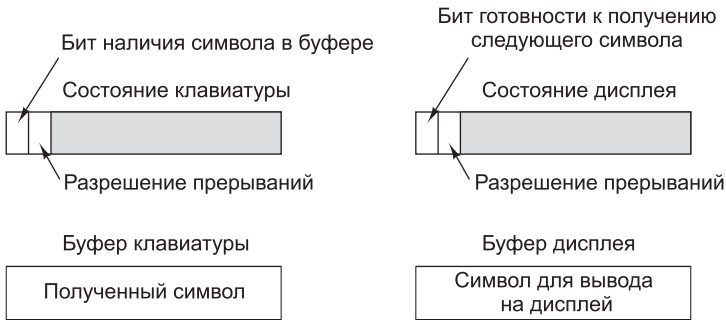 Бит наличия символа в буфере
Состояние клавиатуры
Разрешение прерываний
Буфер клавиатуры
Полученный символ
Бит готовности к получению
следующего символа
Состояние дисплея
Разрешение прерываний
Буфер дисплея
Символ для вывода
на дисплей